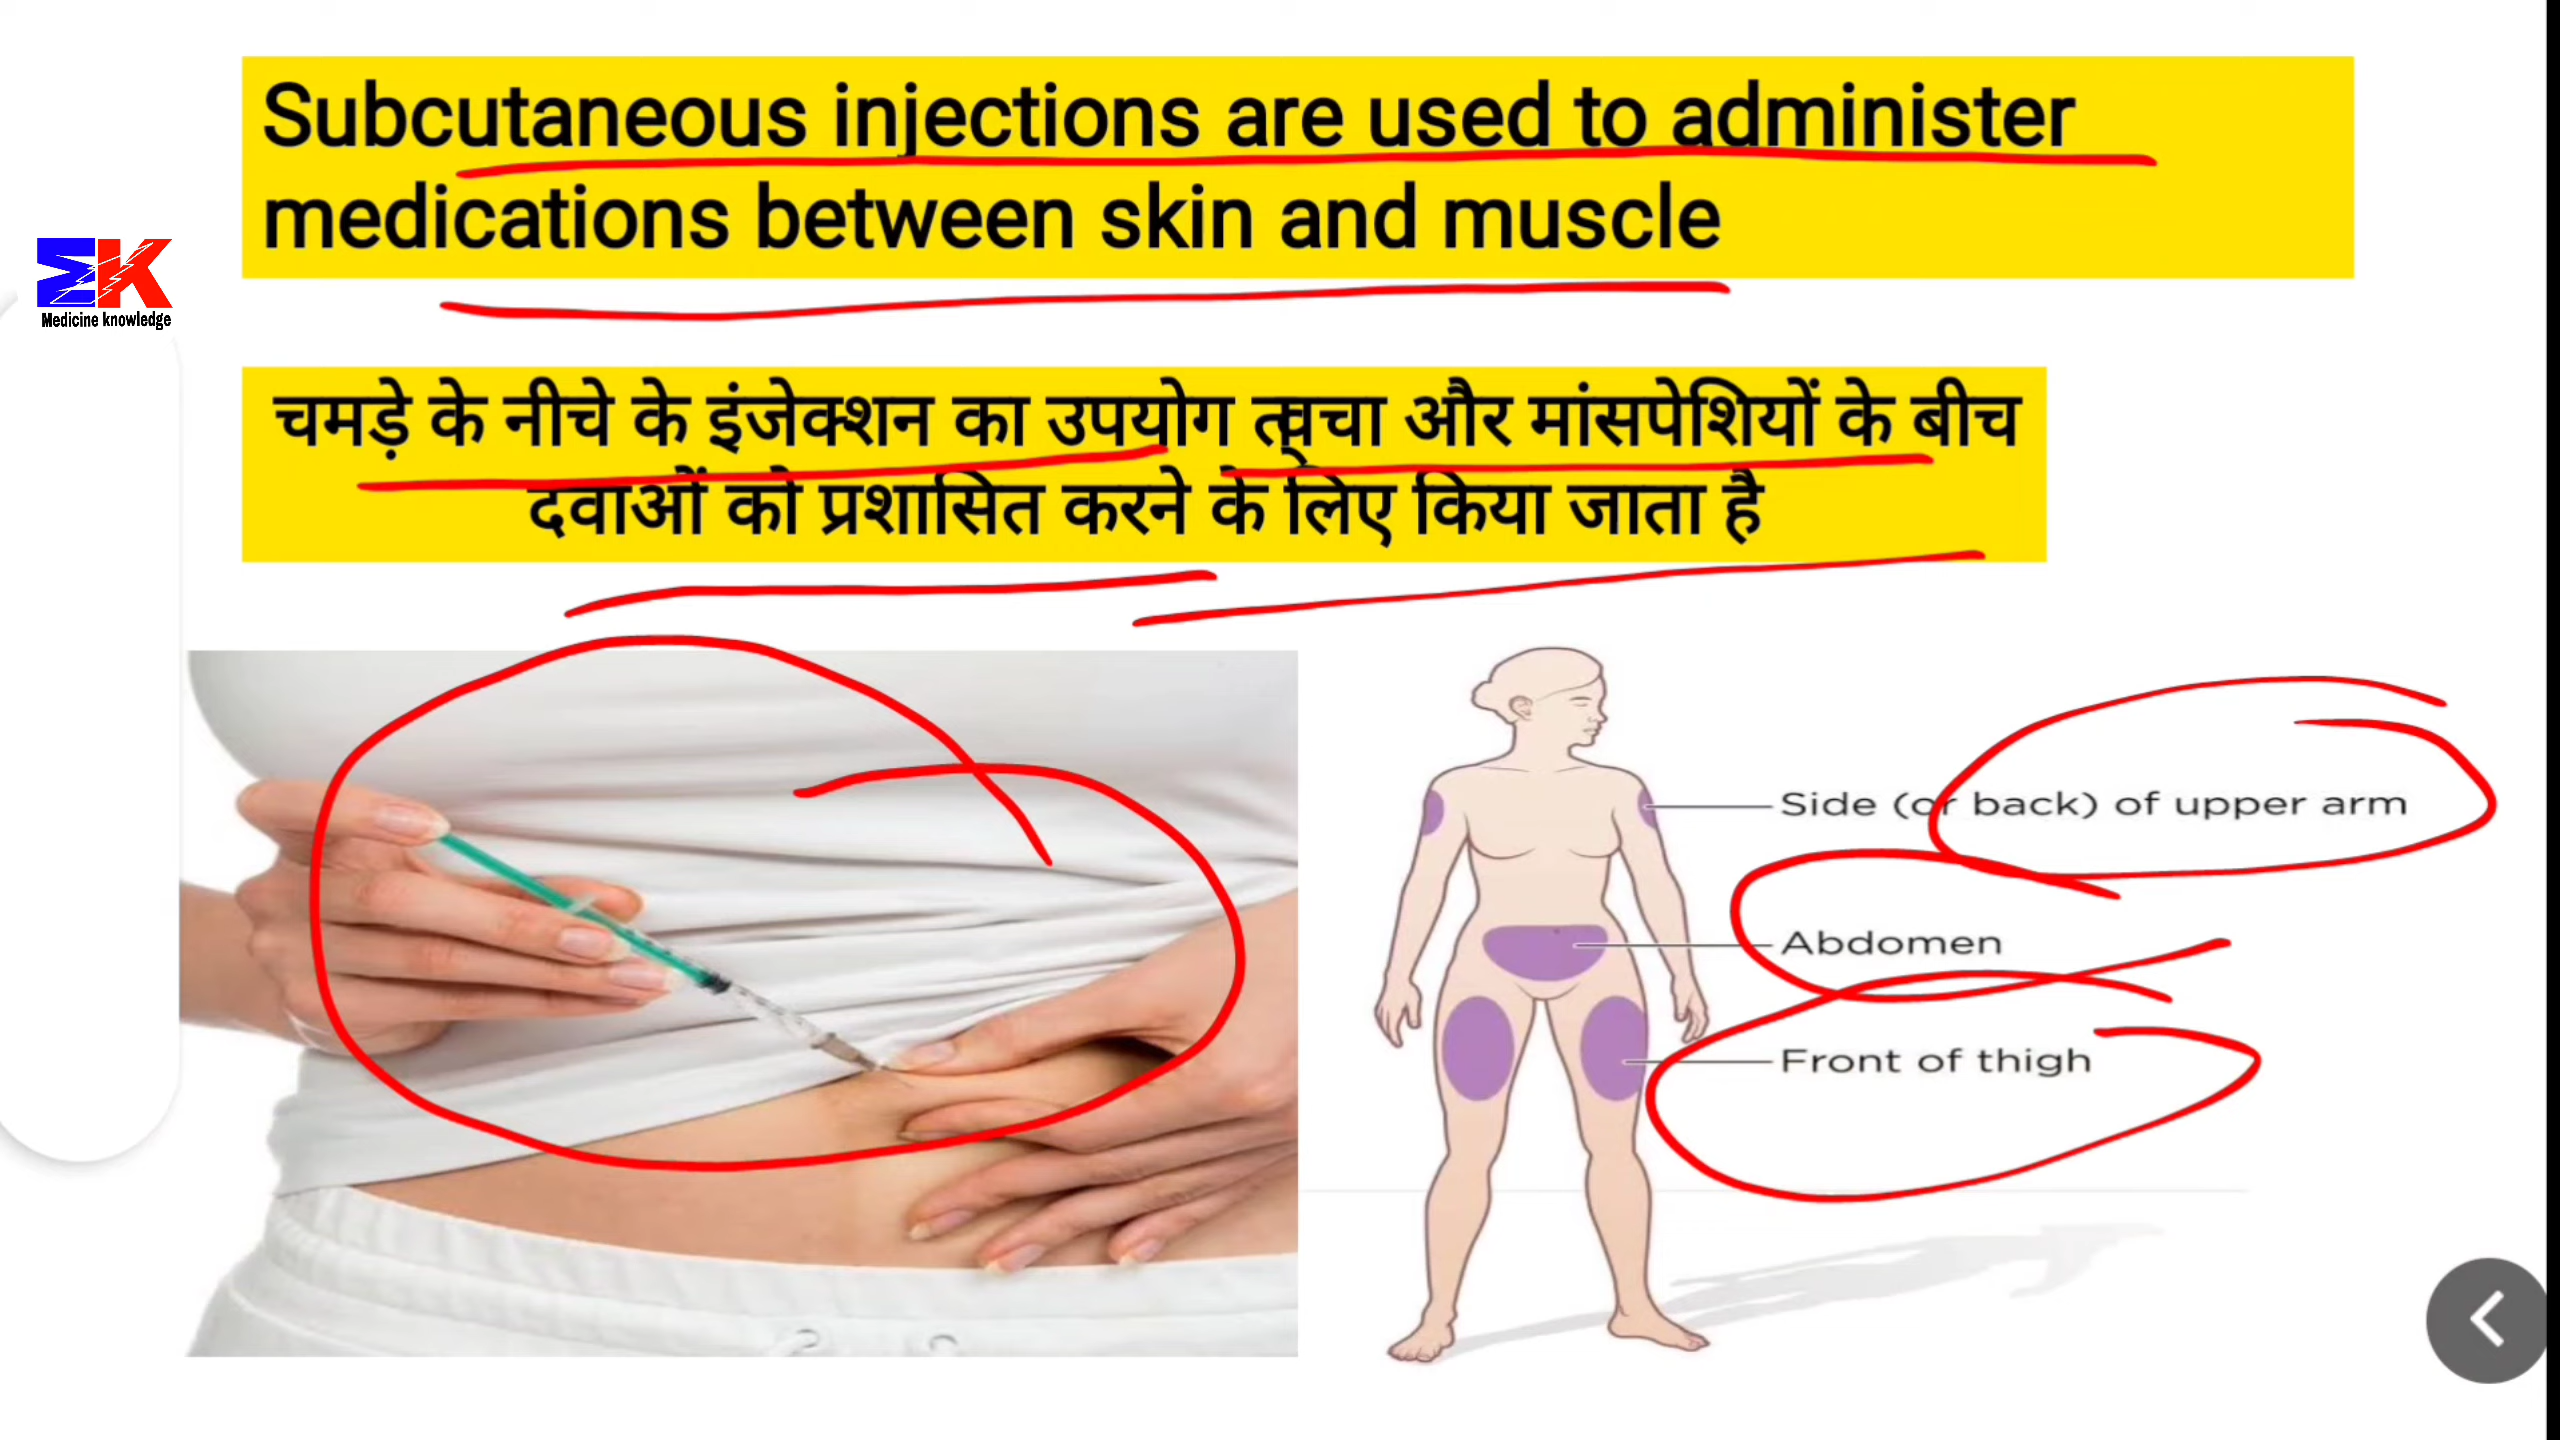 Subcutaneous injections are used to administer
medications between skin and muscle
Medicine knowledge
चमड़े के नीचे के इंजेक्शन का उपयोग त्वचा और मांसपेशियों के बीच
दवाओं को प्रशासित करने के लिए किया जाता है
Side (or back) of upper arm
Abdomen
Front of thigh